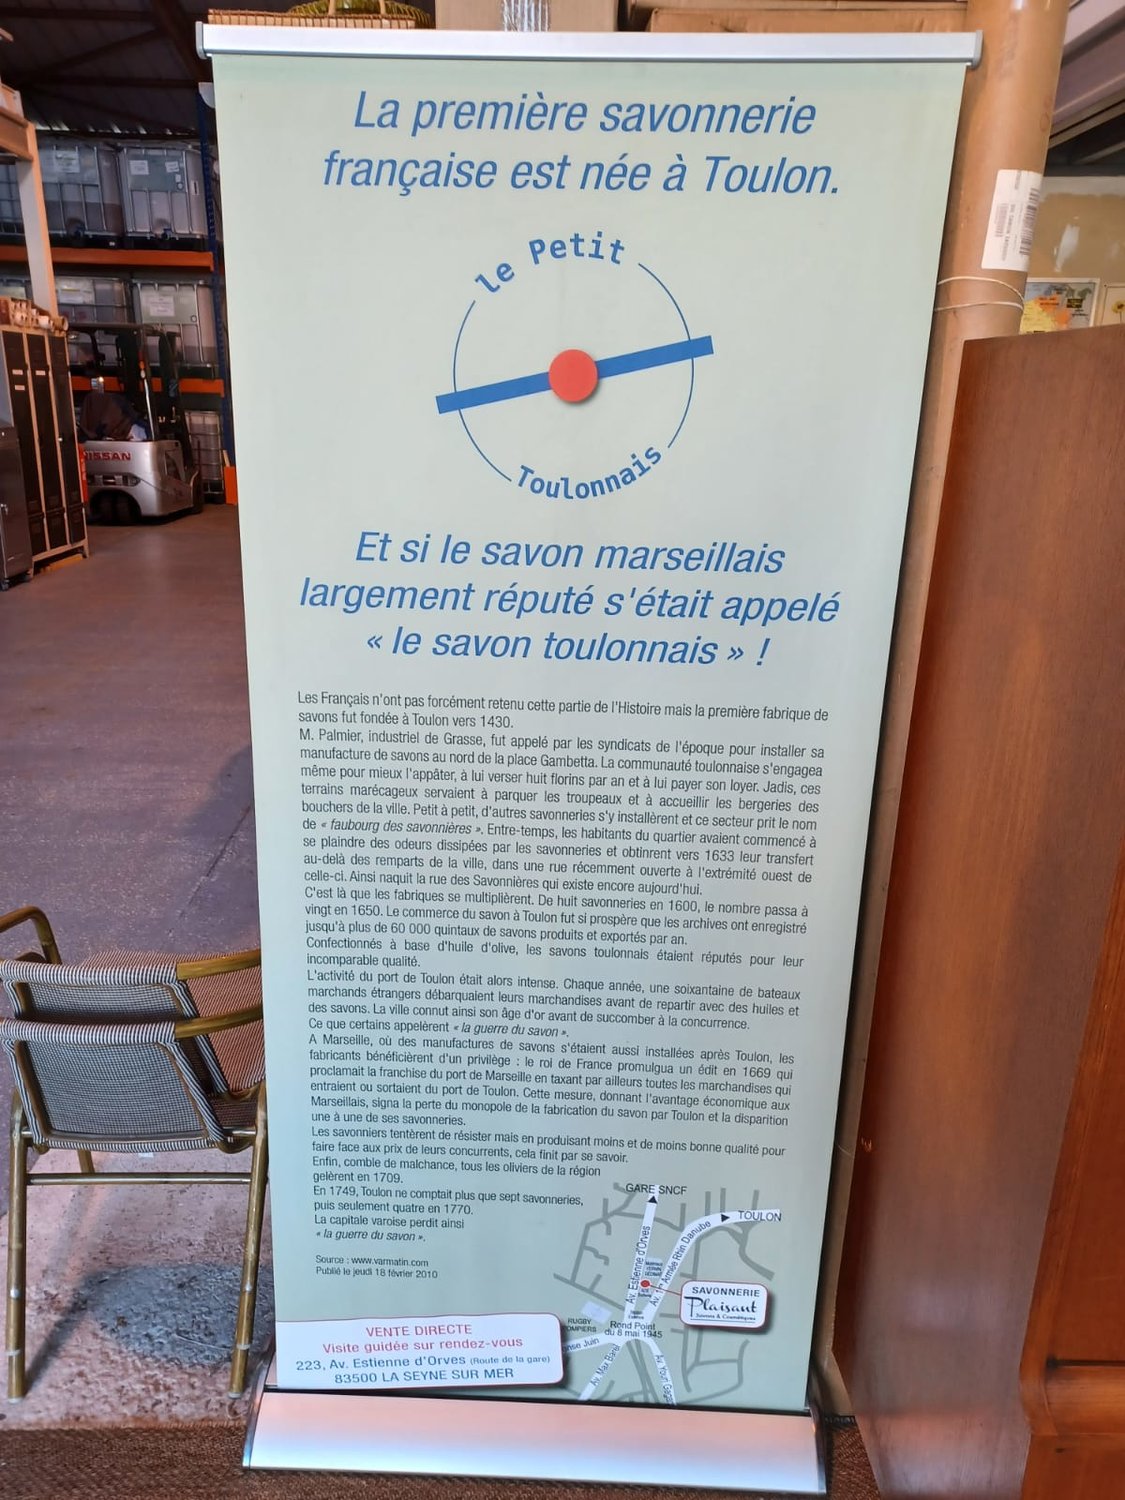 La première savonnerie
française est née à Toulon.
le Petit
Toulonnais
Et si le savon marseillais
largement réputé s'était appelé
« le savon toulonnais » !
Les Français n'ont pas forcément retenu cette partie de l'Histoire mais la première fabrique de
savons fut fondée à Toulon vers 1430.
M. Palmier, industriel de Grasse, fut appelé par les syndicats de l'époque pour installer sa
manufacture de savons au nord de la place Gambetta. La communauté toulonnaise s'engagea
même pour mieux l'appâter, à lui verser huit florins par an et à lui payer son loyer. Jadis, ces
terrains marécageux servaient à parquer les troupeaux et à accueillir les bergeries des
bouchers de la ville. Petit à petit, d'autres savonneries s'y installèrent et ce secteur prit le nom
de « faubourg des savonnières ». Entre-temps, les habitants du quartier avaient commencé à
se plaindre des odeurs dissipées par les savonneries et obtinrent vers 1633 leur transfert
au-delà des remparts de la ville, dans une rue récemment ouverte à l'extrémité ouest de
celle-ci. Ainsi naquit la rue des Savonnières qui existe encore aujourd'hui.
C'est là que les fabriques se multiplièrent. De huit savonneries en 1600, le nombre passa à
vingt en 1650. Le commerce du savon à Toulon fut si prospère que les archives ont enregistré
jusqu'à plus de 60 000 quintaux de savons produits et exportés par an.
Confectionnés à base d'huile d'olive, les savons toulonnais étaient réputés pour leur
incomparable qualité.
L'activité du port de Toulon était alors intense. Chaque année, une soixantaine de bateaux
marchands étrangers débarquaient leurs marchandises avant de repartir avec des huiles et
des savons. La ville connut ainsi son âge d'or avant de succomber à la concurrence.
Ce que certains appelèrent « la guerre du savon ».
A Marseille, où des manufactures de savons s'étaient aussi installées après Toulon, les
fabricants bénéficièrent d'un privilège : le roi de France promulgua un édit en 1669 qui
proclamait la franchise du port de Marseille en taxant par ailleurs toutes les marchandises qui
entraient ou sortaient du port de Toulon. Cette mesure, donnant l'avantage économique aux
Marseillais, signa la perte du monopole de la fabrication du savon par Toulon et la disparition
une à une de ses savonneries.
Les savonniers tentèrent de résister mais en produisant moins et de moins bonne qualité pour
faire face aux prix de leurs concurrents, cela finit par se savoir.
Enfin, comble de malchance, tous les oliviers de la région
gelèrent en 1709.
En 1749, Toulon ne comptait plus que sept savonneries,
puis seulement quatre en 1770.
La capitale varoise perdit ainsi
« la guerre du savon ».
Source : www.varmatin.com
Publié le jeudi 18 février 2010
GARE SNCF
TOULON
Av. Estienne d'Orves
Av. 1ère Armée Rhin Danube
SAVONNERIE
Plaisant
Savons & Cosmétiques
RUGBY
POMPIERS
Rond Point
du 8 mai 1945
Juin
Av. Max Barel
Av. Youri
VENTE DIRECTE
Visite guidée sur rendez-vous
223, Av. Estienne d'Orves (Route de la gare)
83500 LA SEYNE SUR MER
NISSAN